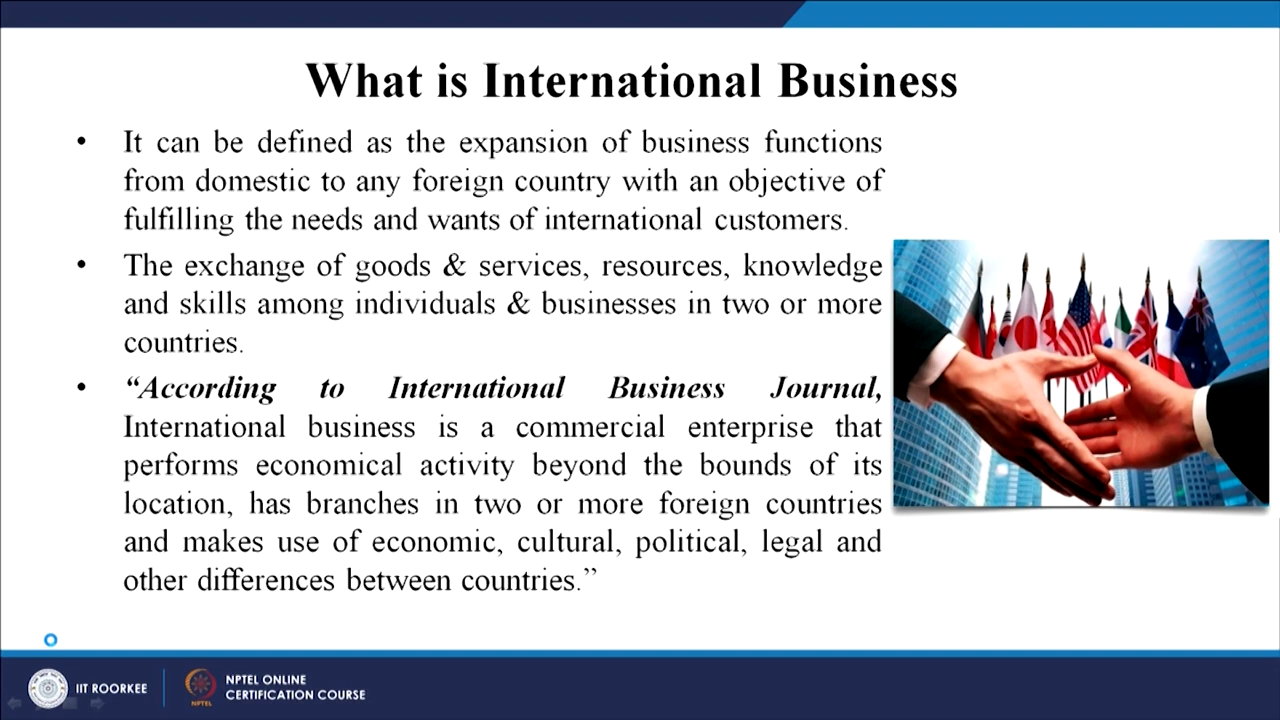 What is International Business
• It can be defined as the expansion of business functions
from domestic to any foreign country with an objective of
fulfilling the needs and wants of international customers.
• The exchange of goods & services, resources, knowledge
and skills among individuals & businesses in two or more
countries.
• “According to International Business Journal,
International business is a commercial enterprise that
performs economical activity beyond the bounds of its
location, has branches in two or more foreign countries
and makes use of economic, cultural, political, legal and
other differences between countries.”
IIT ROORKEE
NPTEL
NPTEL ONLINE
CERTIFICATION COURSE